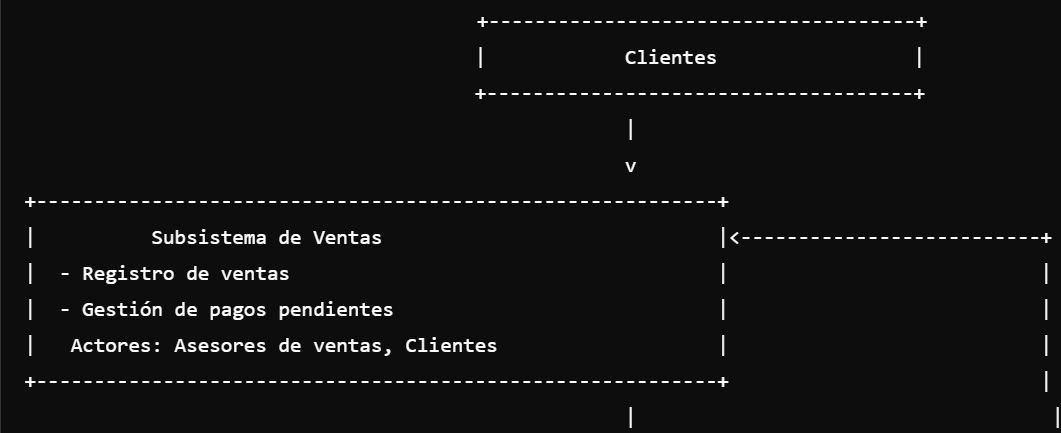 +-------------------------------------+
|            Clientes                 |
+-------------------------------------+
|
v
+-----------------------------------------------------------+
|          Subsistema de Ventas                             |<--------------------------+
|  - Registro de ventas                                     |                           |
|  - Gestión de pagos pendientes                            |                           |
|   Actores: Asesores de ventas, Clientes                   |                           |
+-----------------------------------------------------------+                           |
|                                    |